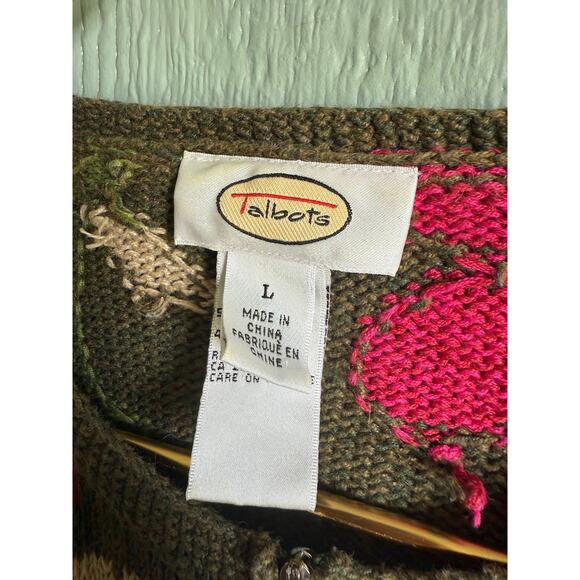 Talbots
L
MADE IN
CHINA
FABRIQUÉ EN
CHINE
CARE ON